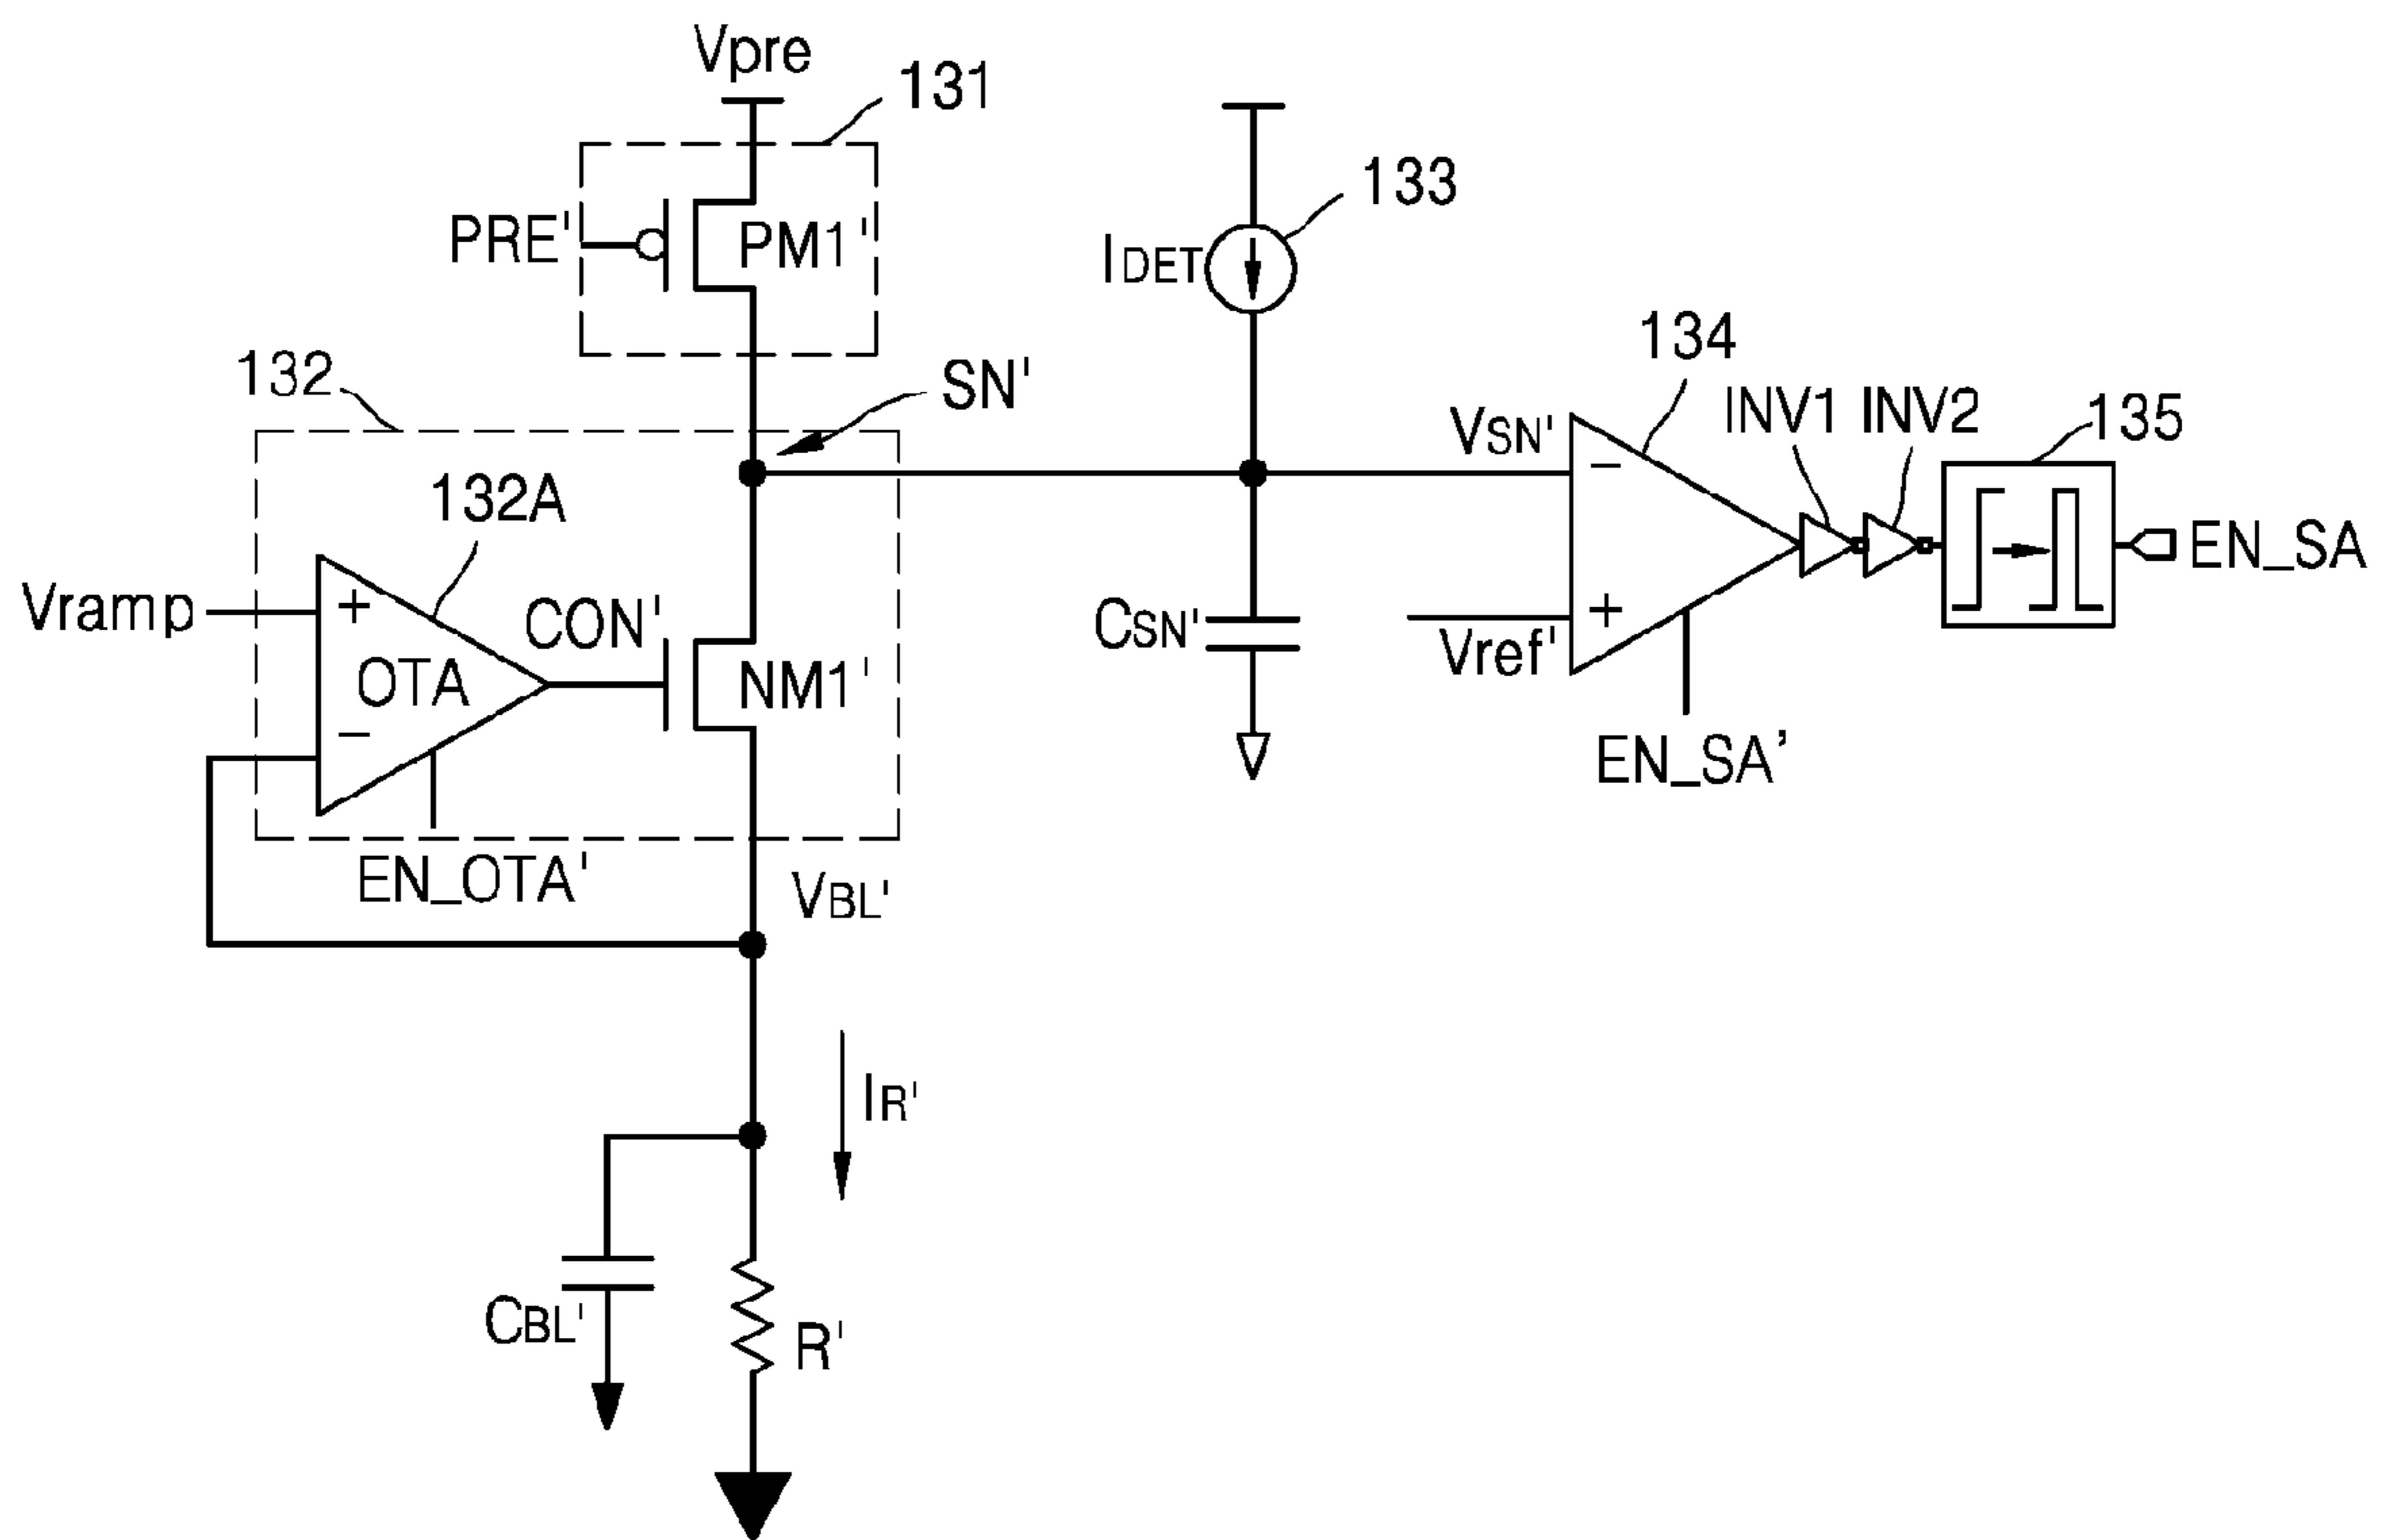 Vpre
131
PRE'
PM1'
133
IDET
132
SN'
134
VSN'
INV1
INV2
135
132A
EN_SA
Vramp
+
CON'
OTA
NM1'
−
CSN'
−
+
Vref'
EN_SA’
EN_OTA'
VBL'
IR'
CBL'
R'